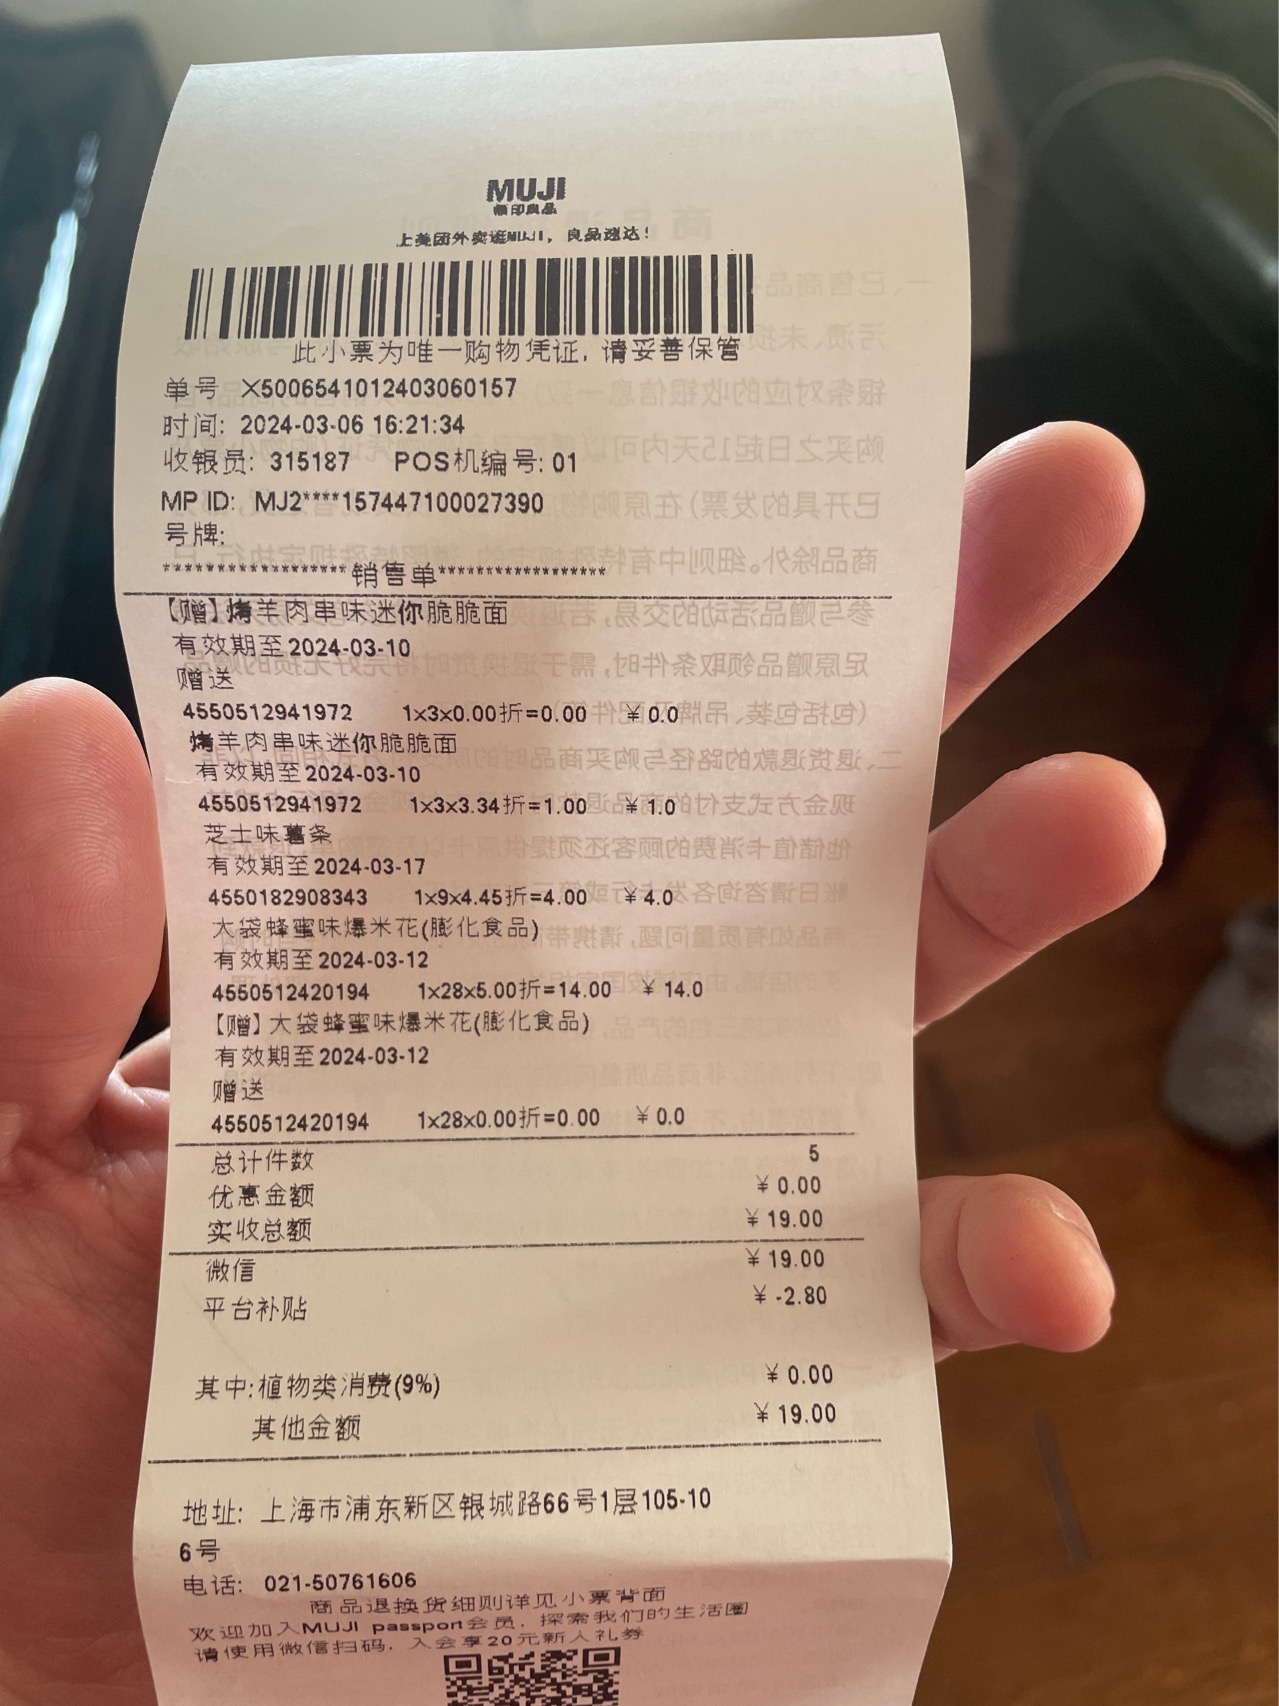 MUJI
無印良品
上美团外卖逛MUJI，良品速达！
此小票为唯一购物凭证，请妥善保管
单号 X5006541012403060157
时间: 2024-03-06 16:21:34
收银员: 315187 POS机编号: 01
MP ID: MJ2****157447100027390
号牌:
******************销售单*****************
【赠】烤羊肉串味迷你脆脆面
有效期至2024-03-10
赠送
4550512941972 1×3×0.00折=0.00 ¥0.0
烤羊肉串味迷你脆脆面
有效期至2024-03-10
4550512941972 1×3×3.34折=1.00 ¥1.0
芝士味薯条
有效期至2024-03-17
4550182908343 1×9×4.45折=4.00 ¥4.0
大袋蜂蜜味爆米花(膨化食品)
有效期至2024-03-12
4550512420194 1×28×5.00折=14.00 ¥14.0
【赠】大袋蜂蜜味爆米花(膨化食品)
有效期至2024-03-12
赠送
4550512420194 1×28×0.00折=0.00 ¥0.0
总计件数 5
优惠金额 ¥0.00
实收总额 ¥19.00
微信 ¥19.00
平台补贴 ¥-2.80
其中:植物类消费(9%) ¥0.00
其他金额 ¥19.00
地址: 上海市浦东新区银城路66号1层105-10
6号
电话: 021-50761606
商品退换货细则详见小票背面
欢迎加入MUJI passport会员，探索我们的生活圈
请使用微信扫码，入会享20元新人礼券